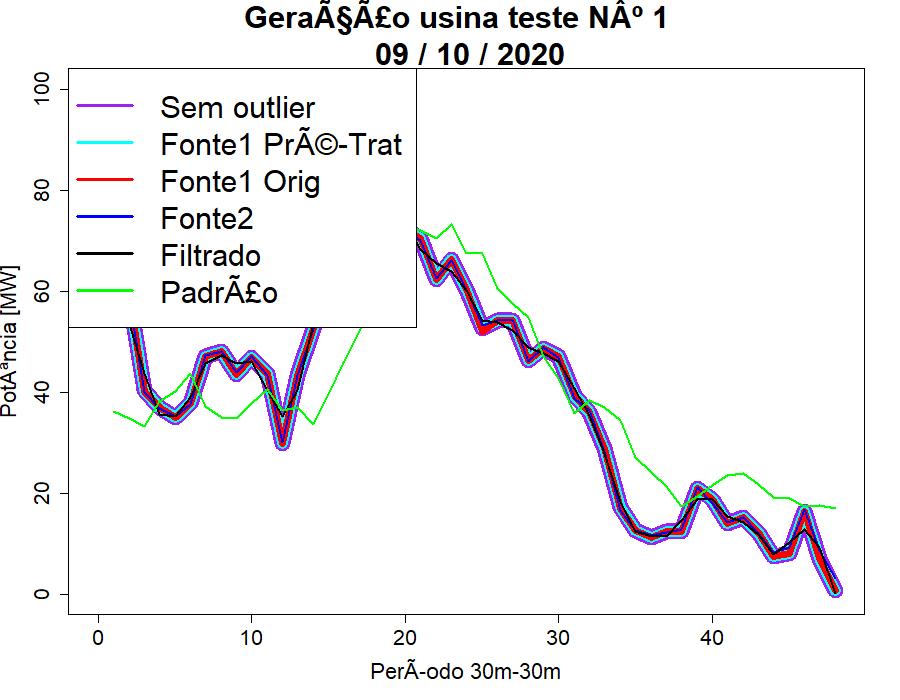 GeraÃ§Ã£o usina teste NÂº 1
09 / 10 / 2020
Sem outlier
Fonte1 PrÃ©-Trat
Fonte1 Orig
Fonte2
Filtrado
PadrÃ£o
PotÃªncia [MW]
100
80
60
40
20
0
0 10 20 30 40
PerÃ­odo 30m-30m